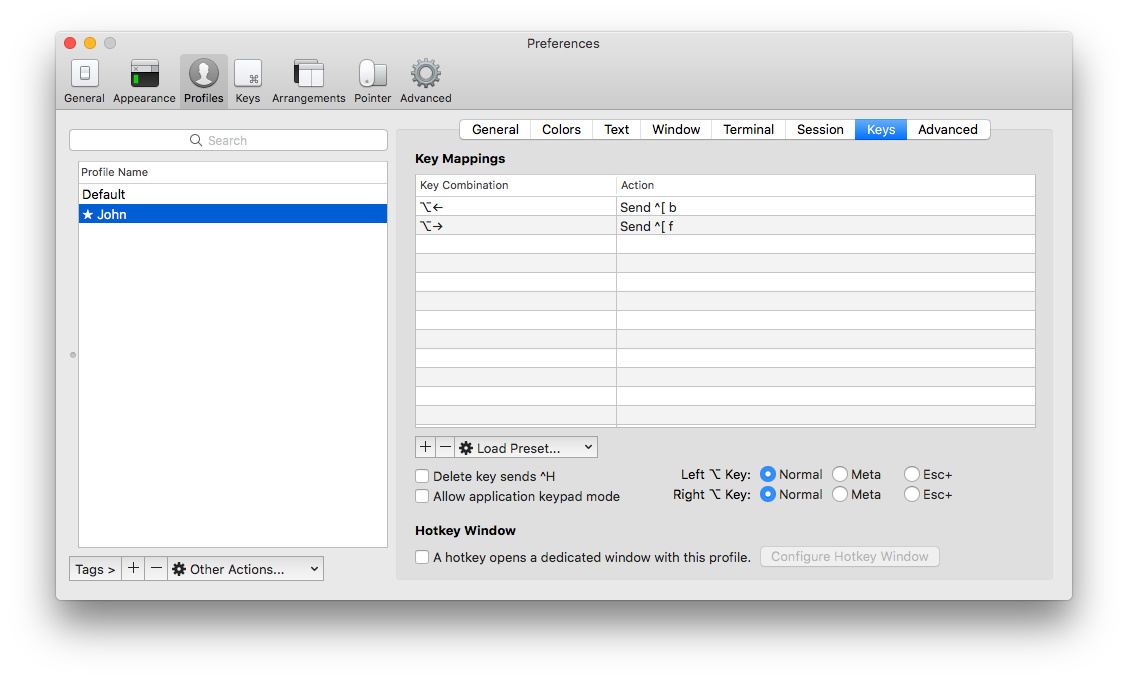 Preferences
General Appearance Profiles Keys Arrangements Pointer Advanced
Search
Profile Name
Default
★ John
Tags > + − Other Actions...
General Colors Text Window Terminal Session Keys Advanced
Key Mappings
Key Combination Action
⌥← Send ^[ b
⌥→ Send ^[ f
+ − Load Preset...
Delete key sends ^H
Allow application keypad mode
Left ⌥ Key: Normal Meta Esc+
Right ⌥ Key: Normal Meta Esc+
Hotkey Window
A hotkey opens a dedicated window with this profile. Configure Hotkey Window